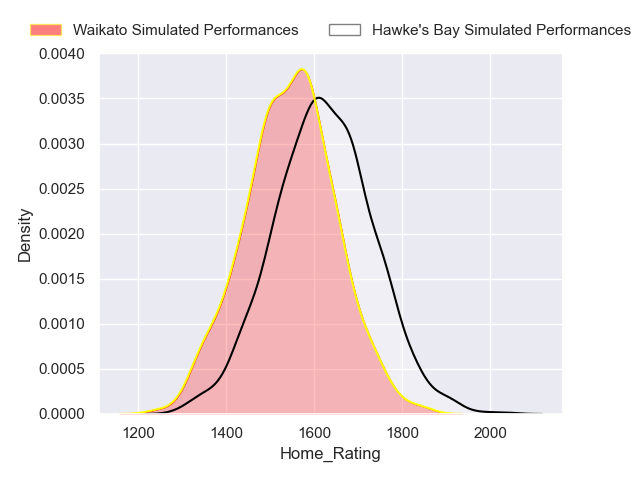 Waikato Simulated Performances Hawke's Bay Simulated Performances
0.0040
0.0035
0.0030
0.0025
0.0020
0.0015
0.0010
0.0005
0.0000
Density
1200 1400 1600 1800 2000
Home_Rating